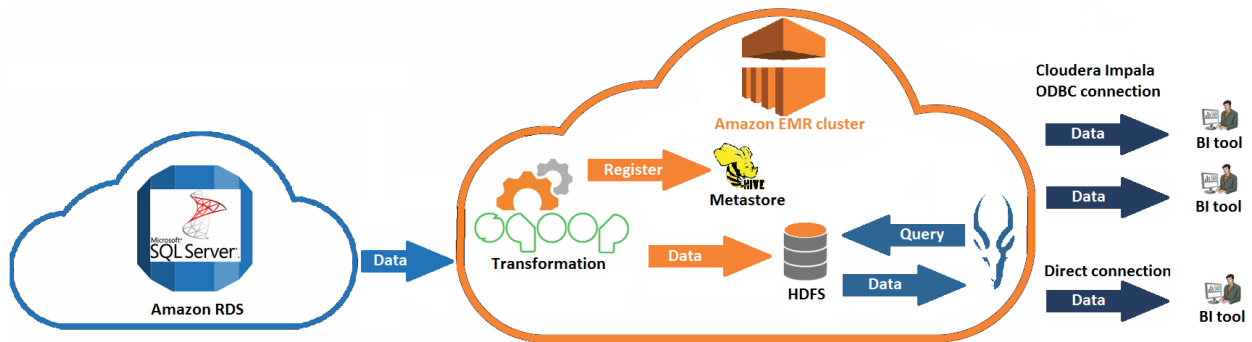 Microsoft®
SQL Server®
Amazon RDS
Data
Amazon EMR cluster
Register
HIVE
Metastore
sqoop
Transformation
Data
HDFS
Query
Data
Cloudera Impala
ODBC connection
Data
BI tool
Data
BI tool
Direct connection
Data
BI tool